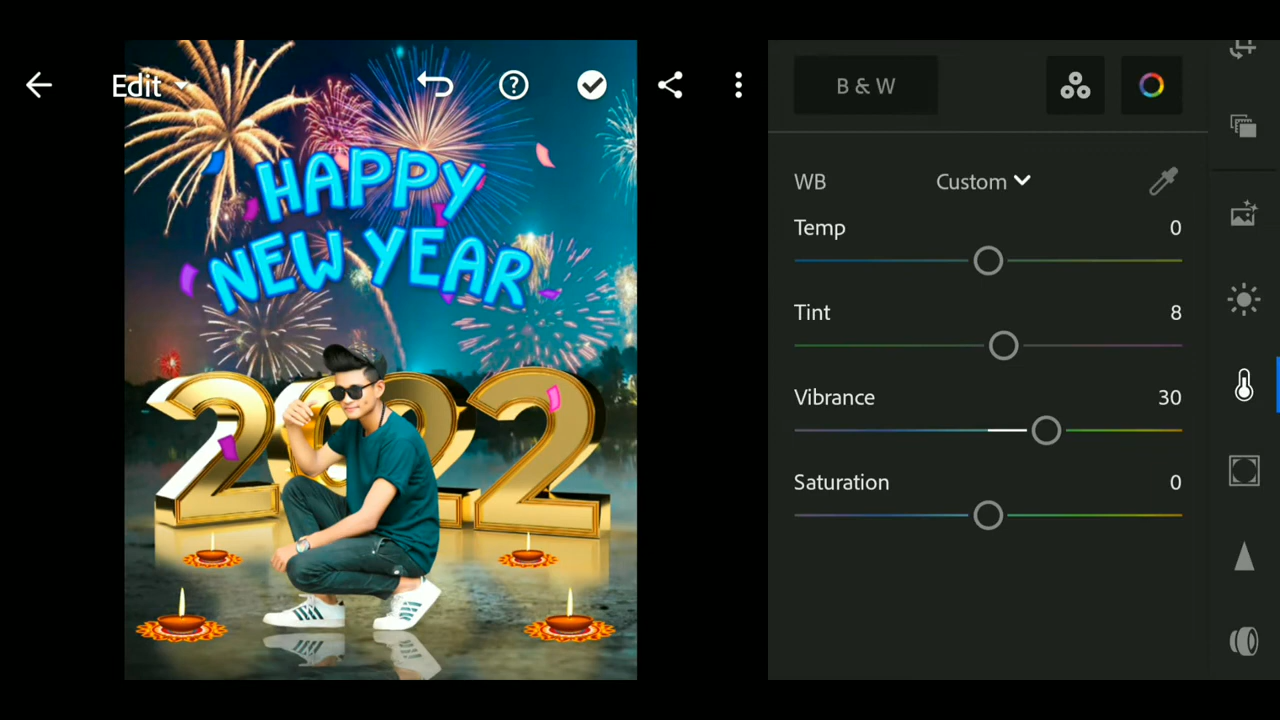 Edit
HAPPY
NEW YEAR
2022
B & W
WB Custom
Temp 0
Tint 8
Vibrance 30
Saturation 0